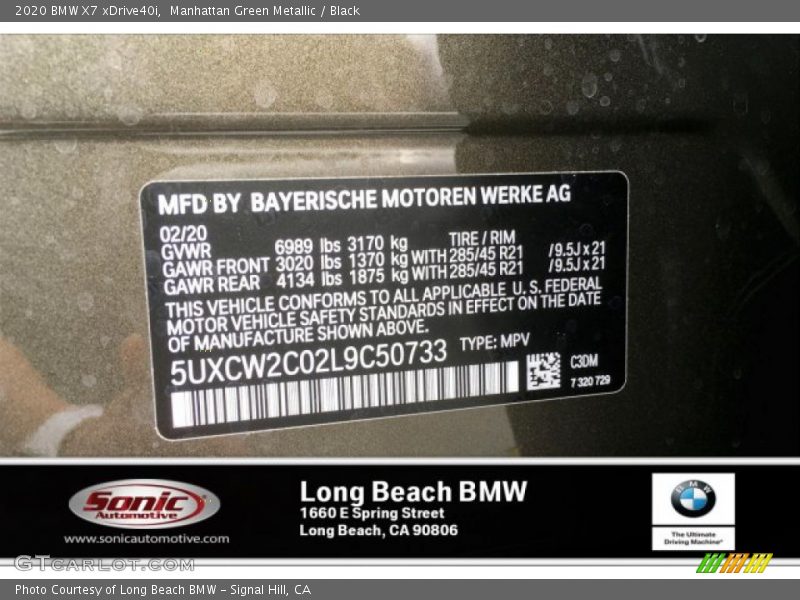 2020 BMW X7 xDrive40i,  Manhattan Green Metallic / Black
MFD BY BAYERISCHE MOTOREN WERKE AG
02/20 TIRE / RIM
GVWR 6989 lbs 3170 kg
GAWR FRONT 3020 lbs 1370 kg WITH 285/45 R21 /9.5J x 21
GAWR REAR 4134 lbs 1875 kg WITH 285/45 R21 /9.5J x 21
THIS VEHICLE CONFORMS TO ALL APPLICABLE U. S. FEDERAL
MOTOR VEHICLE SAFETY STANDARDS IN EFFECT ON THE DATE
OF MANUFACTURE SHOWN ABOVE.
5UXCW2C02L9C50733 TYPE: MPV
C3DM
7 320 729
Sonic
Automotive
www.sonicautomotive.com
Long Beach BMW
1660 E Spring Street
Long Beach, CA 90806
BMW
The Ultimate
Driving Machine®
GTCARLOT.COM
Photo Courtesy of Long Beach BMW – Signal Hill, CA